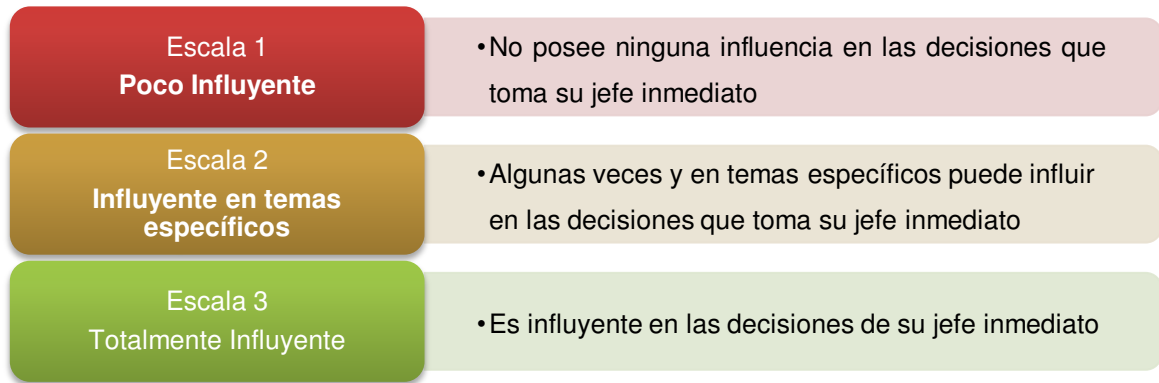 Escala 1
Poco Influyente
•No posee ninguna influencia en las decisiones que
toma su jefe inmediato
Escala 2
Influyente en temas
específicos
•Algunas veces y en temas específicos puede influir
en las decisiones que toma su jefe inmediato
Escala 3
Totalmente Influyente
•Es influyente en las decisiones de su jefe inmediato